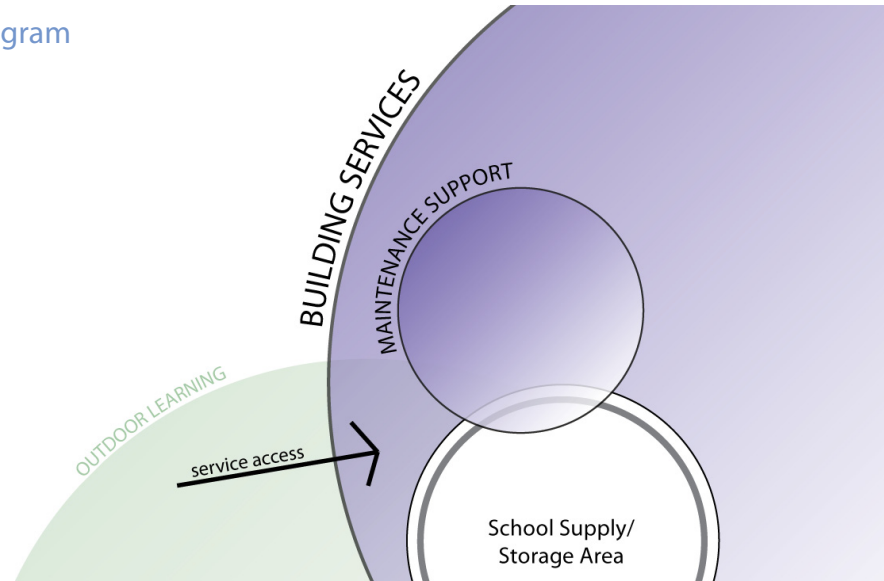 gram
BUILDING SERVICES
MAINTENANCE SUPPORT
OUTDOOR LEARNING
service access
School Supply/
Storage Area